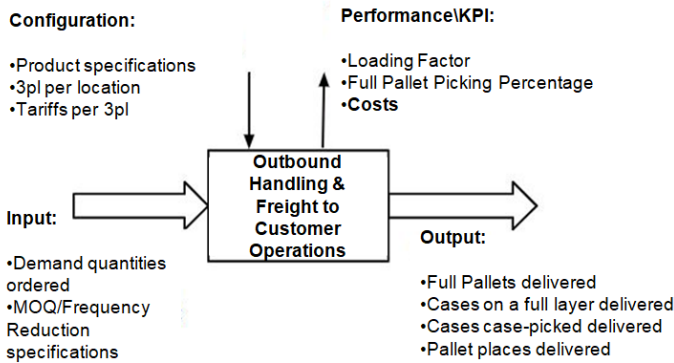 Configuration:
•Product specifications
•3pl per location
•Tariffs per 3pl
Performance\KPI:
•Loading Factor
•Full Pallet Picking Percentage
•Costs
Outbound
Handling &
Freight to
Customer
Operations
Input:
•Demand quantities
ordered
•MOQ/Frequency
Reduction
specifications
Output:
•Full Pallets delivered
•Cases on a full layer delivered
•Cases case-picked delivered
•Pallet places delivered